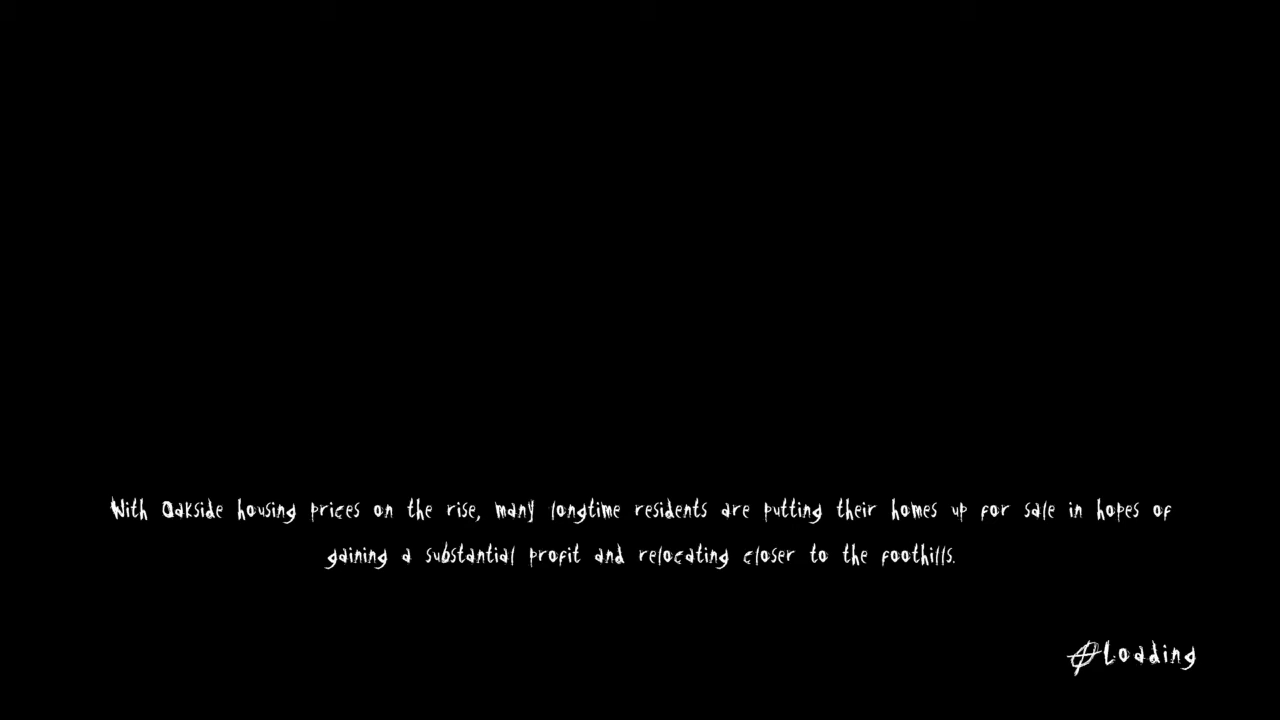 With Oakside housing prices on the rise, many longtime residents are putting their homes up for sale in hopes of
gaining a substantial profit and relocating closer to the foothills.
Loading